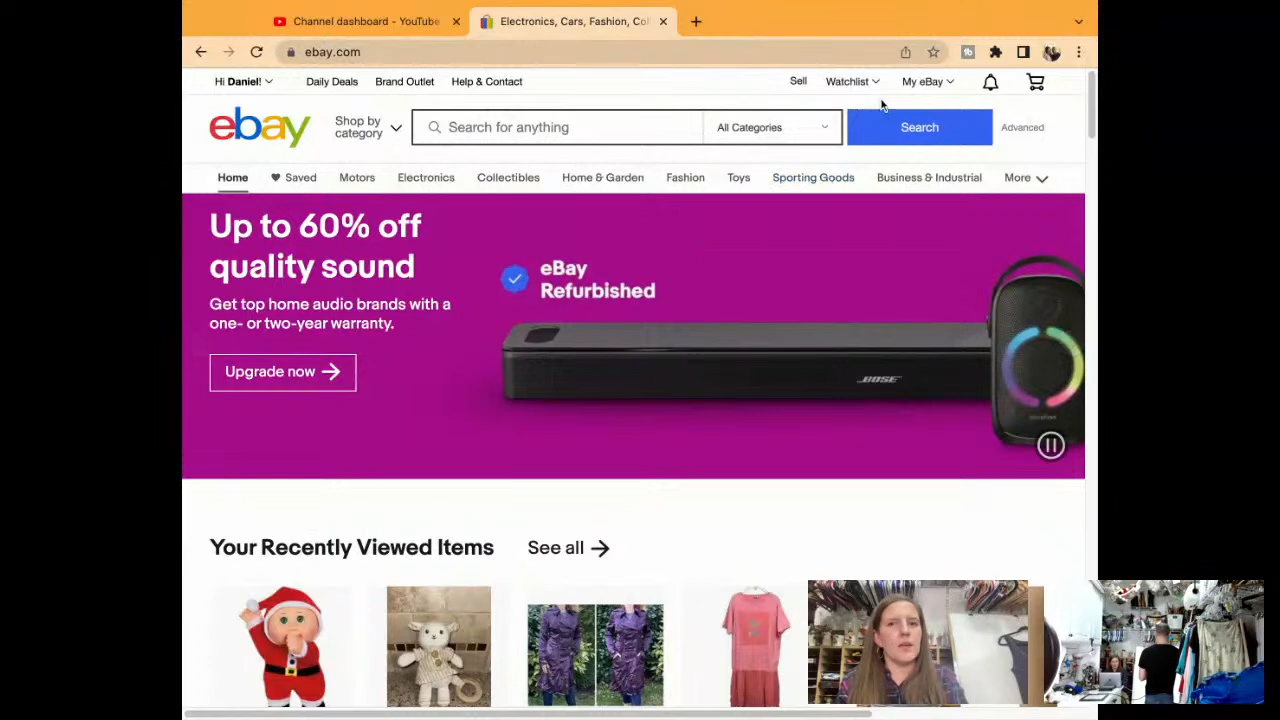 Channel dashboard - YouTube
Electronics, Cars, Fashion, Col
ebay.com
Hi Daniel!
Daily Deals
Brand Outlet
Help & Contact
Sell
Watchlist
My eBay
ebay
Shop by
category
Search for anything
All Categories
Search
Advanced
Home
Saved
Motors
Electronics
Collectibles
Home & Garden
Fashion
Toys
Sporting Goods
Business & Industrial
More
Up to 60% off
quality sound
Get top home audio brands with a
one- or two-year warranty.
Upgrade now
eBay
Refurbished
BOSE
Your Recently Viewed Items
See all